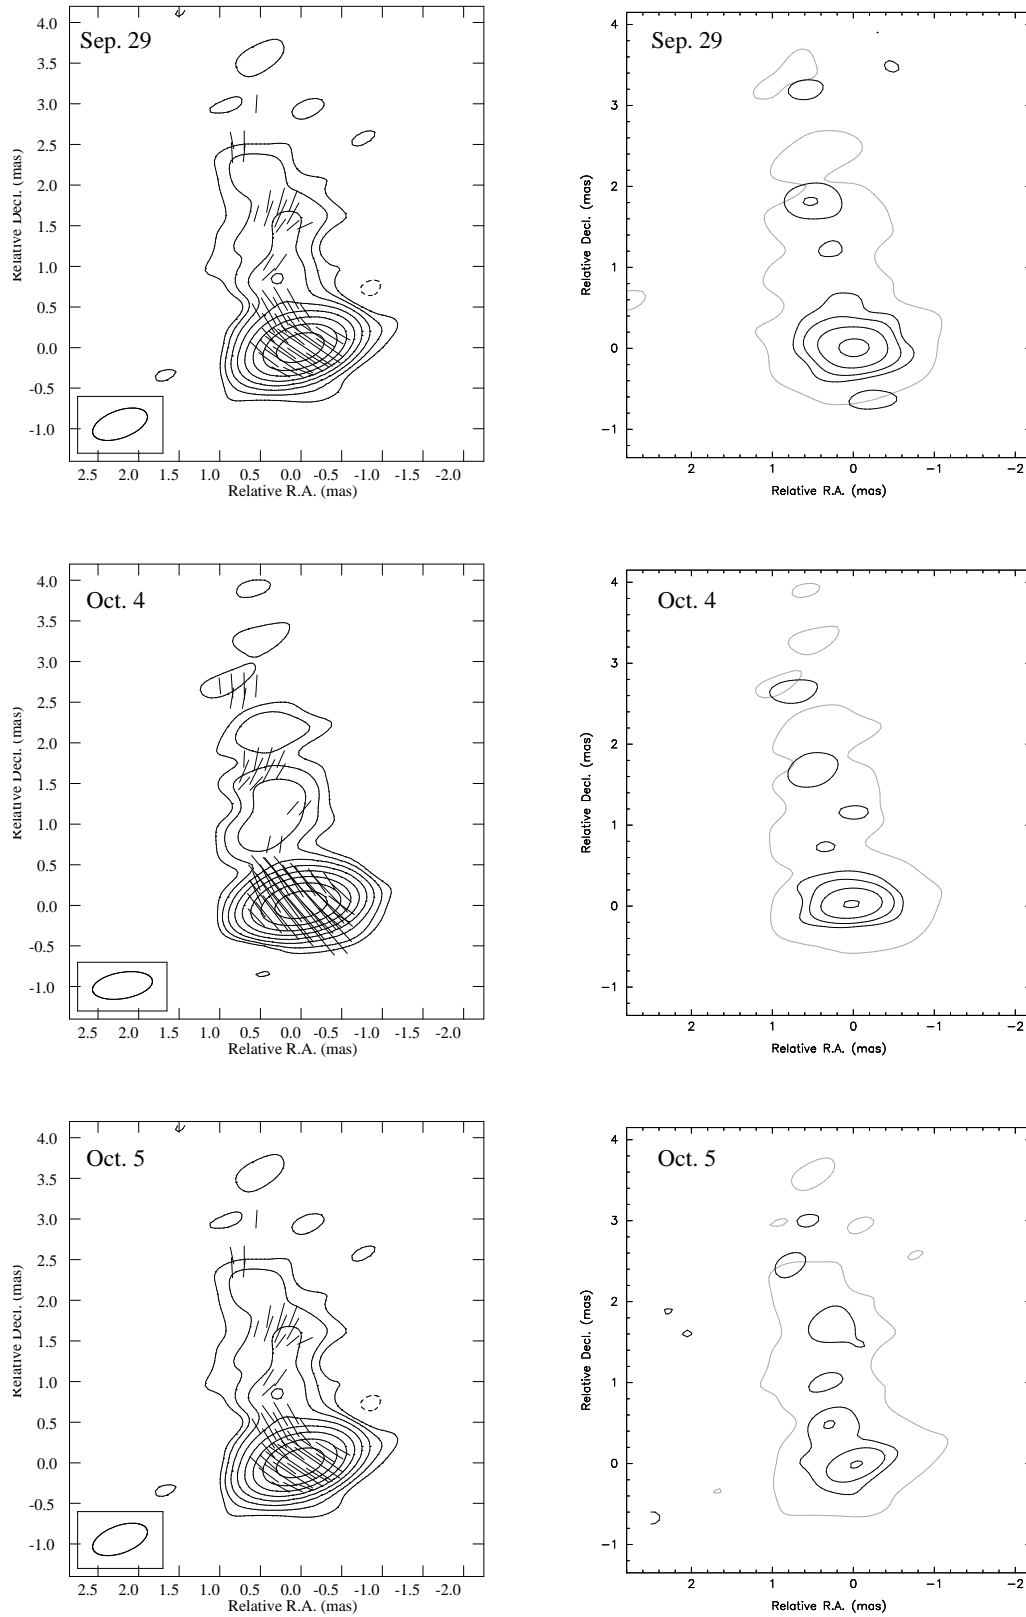 Sep. 29
4.0
3.5
3.0
2.5
2.0
1.5
1.0
0.5
0.0
-0.5
-1.0
Relative Decl. (mas)
2.5 2.0 1.5 1.0 0.5 0.0 -0.5 -1.0 -1.5 -2.0
Relative R.A. (mas)
Sep. 29
4
3
2
1
0
−1
Relative Decl. (mas)
2 1 0 −1 −2
Relative R.A. (mas)
Oct. 4
4.0
3.5
3.0
2.5
2.0
1.5
1.0
0.5
0.0
-0.5
-1.0
Relative Decl. (mas)
2.5 2.0 1.5 1.0 0.5 0.0 -0.5 -1.0 -1.5 -2.0
Relative R.A. (mas)
Oct. 4
4
3
2
1
0
−1
Relative Decl. (mas)
2 1 0 −1 −2
Relative R.A. (mas)
Oct. 5
4.0
3.5
3.0
2.5
2.0
1.5
1.0
0.5
0.0
-0.5
-1.0
Relative Decl. (mas)
2.5 2.0 1.5 1.0 0.5 0.0 -0.5 -1.0 -1.5 -2.0
Relative R.A. (mas)
Oct. 5
4
3
2
1
0
−1
Relative Decl. (mas)
2 1 0 −1 −2
Relative R.A. (mas)